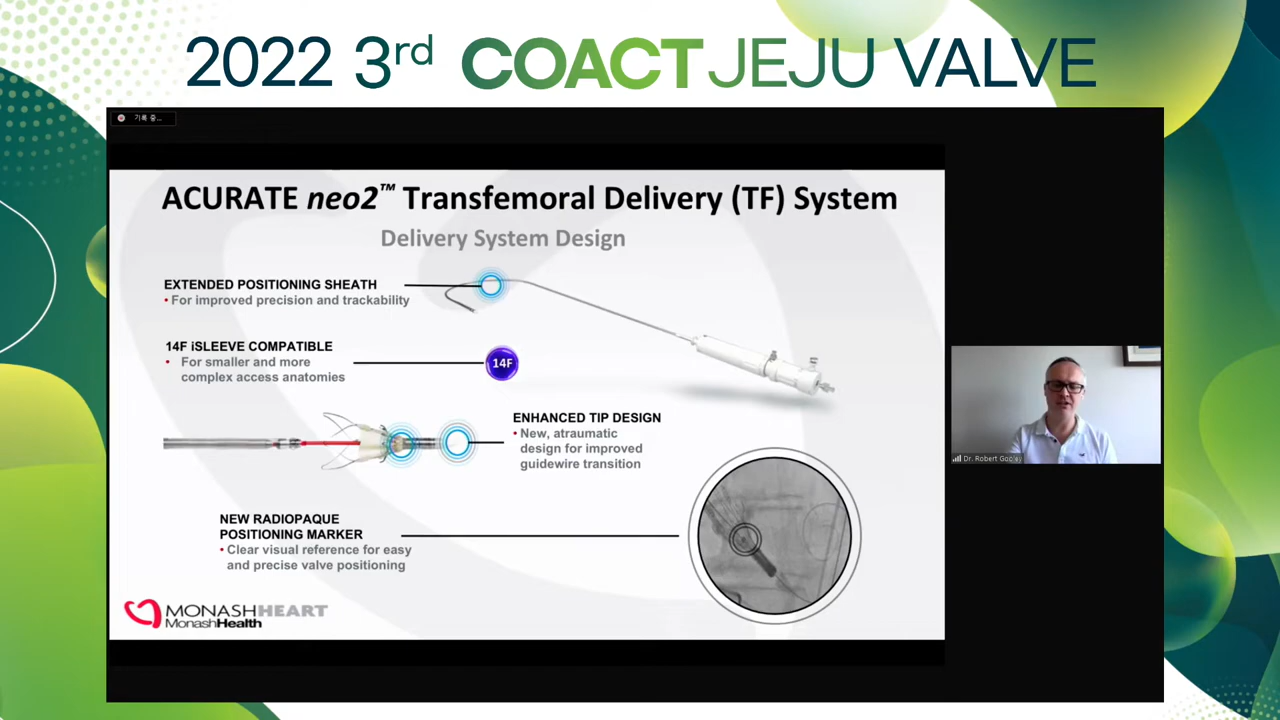 2022 3rd COACT JEJU VALVE
기록 중...
ACURATE neo2™ Transfemoral Delivery (TF) System
Delivery System Design
EXTENDED POSITIONING SHEATH
• For improved precision and trackability
14F iSLEEVE COMPATIBLE
• For smaller and more
complex access anatomies
14F
ENHANCED TIP DESIGN
• New, atraumatic
design for improved
guidewire transition
NEW RADIOPAQUE
POSITIONING MARKER
• Clear visual reference for easy
and precise valve positioning
MONASHHEART
MonashHealth
Dr. Robert Gooley